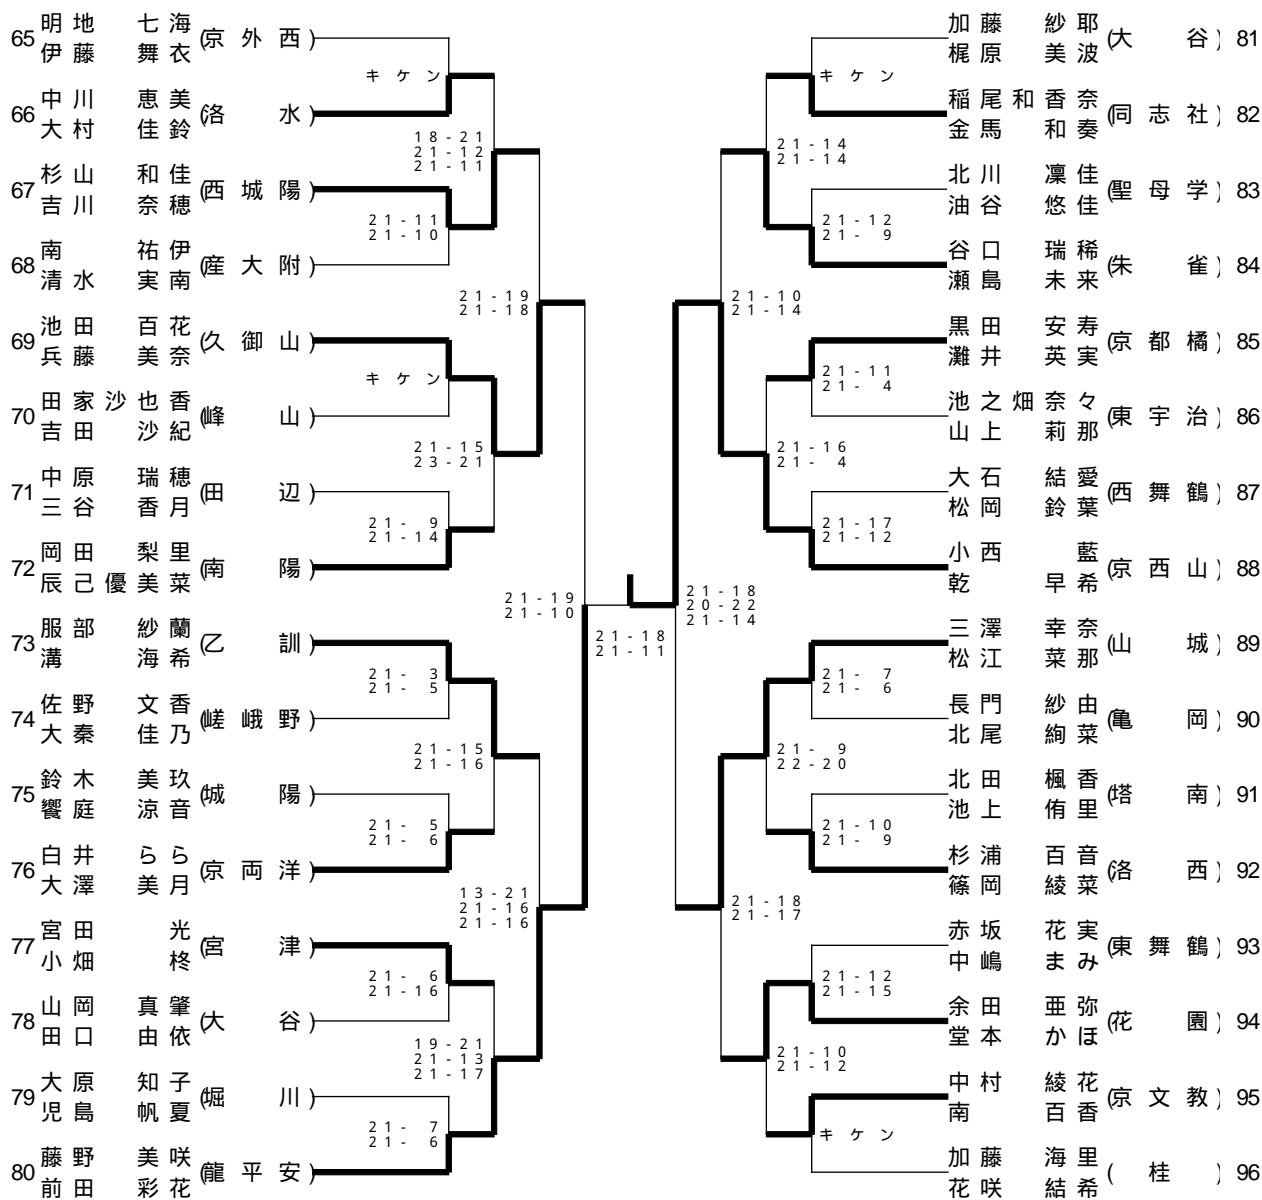 65 明地 七海 伊藤 舞衣 (京外西)
キケン
66 中川 恵美 大村 佳鈴 (洛水)
18-21
21-12
21-11
67 杉山 和佳 吉川 奈穂 (西城陽)
21-11
21-10
68 南 祐伊 清水 実南 (産大附)
21-19
21-18
69 池田 百花 兵藤 美奈 (久御山)
キケン
70 田家沙也香 吉田 沙紀 (峰山)
21-15
23-21
71 中原 瑞穂 三谷 香月 (田辺)
21-9
21-14
72 岡田 梨里 辰己優美菜 (南陽)
21-19
21-10
73 服部 紗蘭 溝 海希 (乙訓)
21-3
21-5
74 佐野 文香 大秦 佳乃 (嵯峨野)
21-15
21-16
75 鈴木 美玖 饗庭 涼音 (城陽)
21-5
21-6
76 白井 らら 大澤 美月 (京両洋)
13-21
21-16
21-16
77 宮田 光 小畑 柊 (宮津)
21-6
21-16
78 山岡 真肇 田口 由依 (大谷)
19-21
21-13
21-17
79 大原 知子 児島 帆夏 (堀川)
21-7
21-6
80 藤野 美咲 前田 彩花 (龍平安)
21-18
21-11
加藤 紗耶 梶原 美波 (大谷) 81
キケン
稲尾和香奈 金馬 和奏 (同志社) 82
21-14
21-14
北川 凜佳 油谷 悠佳 (聖母学) 83
21-12
21-9
谷口 瑞稀 瀬島 未来 (朱雀) 84
21-10
21-14
黒田 安寿 灘井 英実 (京都橘) 85
21-11
21-4
池之畑奈々 山上 莉那 (東宇治) 86
21-16
21-4
大石 結愛 松岡 鈴葉 (西舞鶴) 87
21-17
21-12
小西 藍 乾 早希 (京西山) 88
21-18
20-22
21-14
三澤 幸奈 松江 菜那 (山城) 89
21-7
21-6
長門 紗由 北尾 絢菜 (亀岡) 90
21-9
22-20
北田 楓香 池上 侑里 (塔南) 91
21-10
21-9
杉浦 百音 篠岡 綾菜 (洛西) 92
21-18
21-17
赤坂 花実 中嶋 まみ (東舞鶴) 93
21-12
21-15
余田 亜弥 堂本 かほ (花園) 94
21-10
21-12
中村 綾花 南 百香 (京文教) 95
キケン
加藤 海里 花咲 結希 (桂) 96